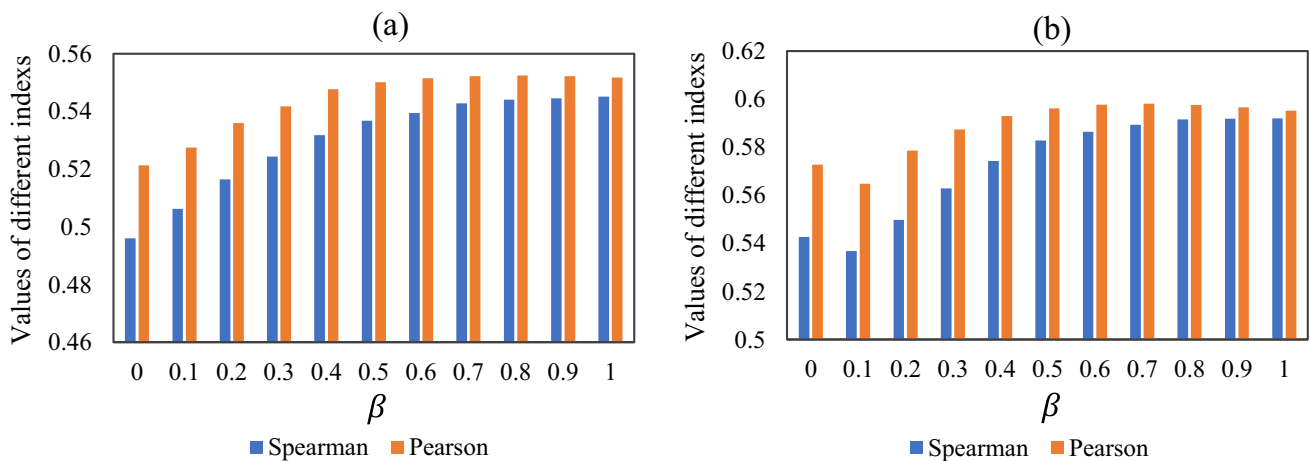 (a)
Values of different indexs
0.56
0.54
0.52
0.5
0.48
0.46
0 0.1 0.2 0.3 0.4 0.5 0.6 0.7 0.8 0.9 1
β
Spearman Pearson
(b)
Values of different indexs
0.62
0.6
0.58
0.56
0.54
0.52
0.5
0 0.1 0.2 0.3 0.4 0.5 0.6 0.7 0.8 0.9 1
β
Spearman Pearson